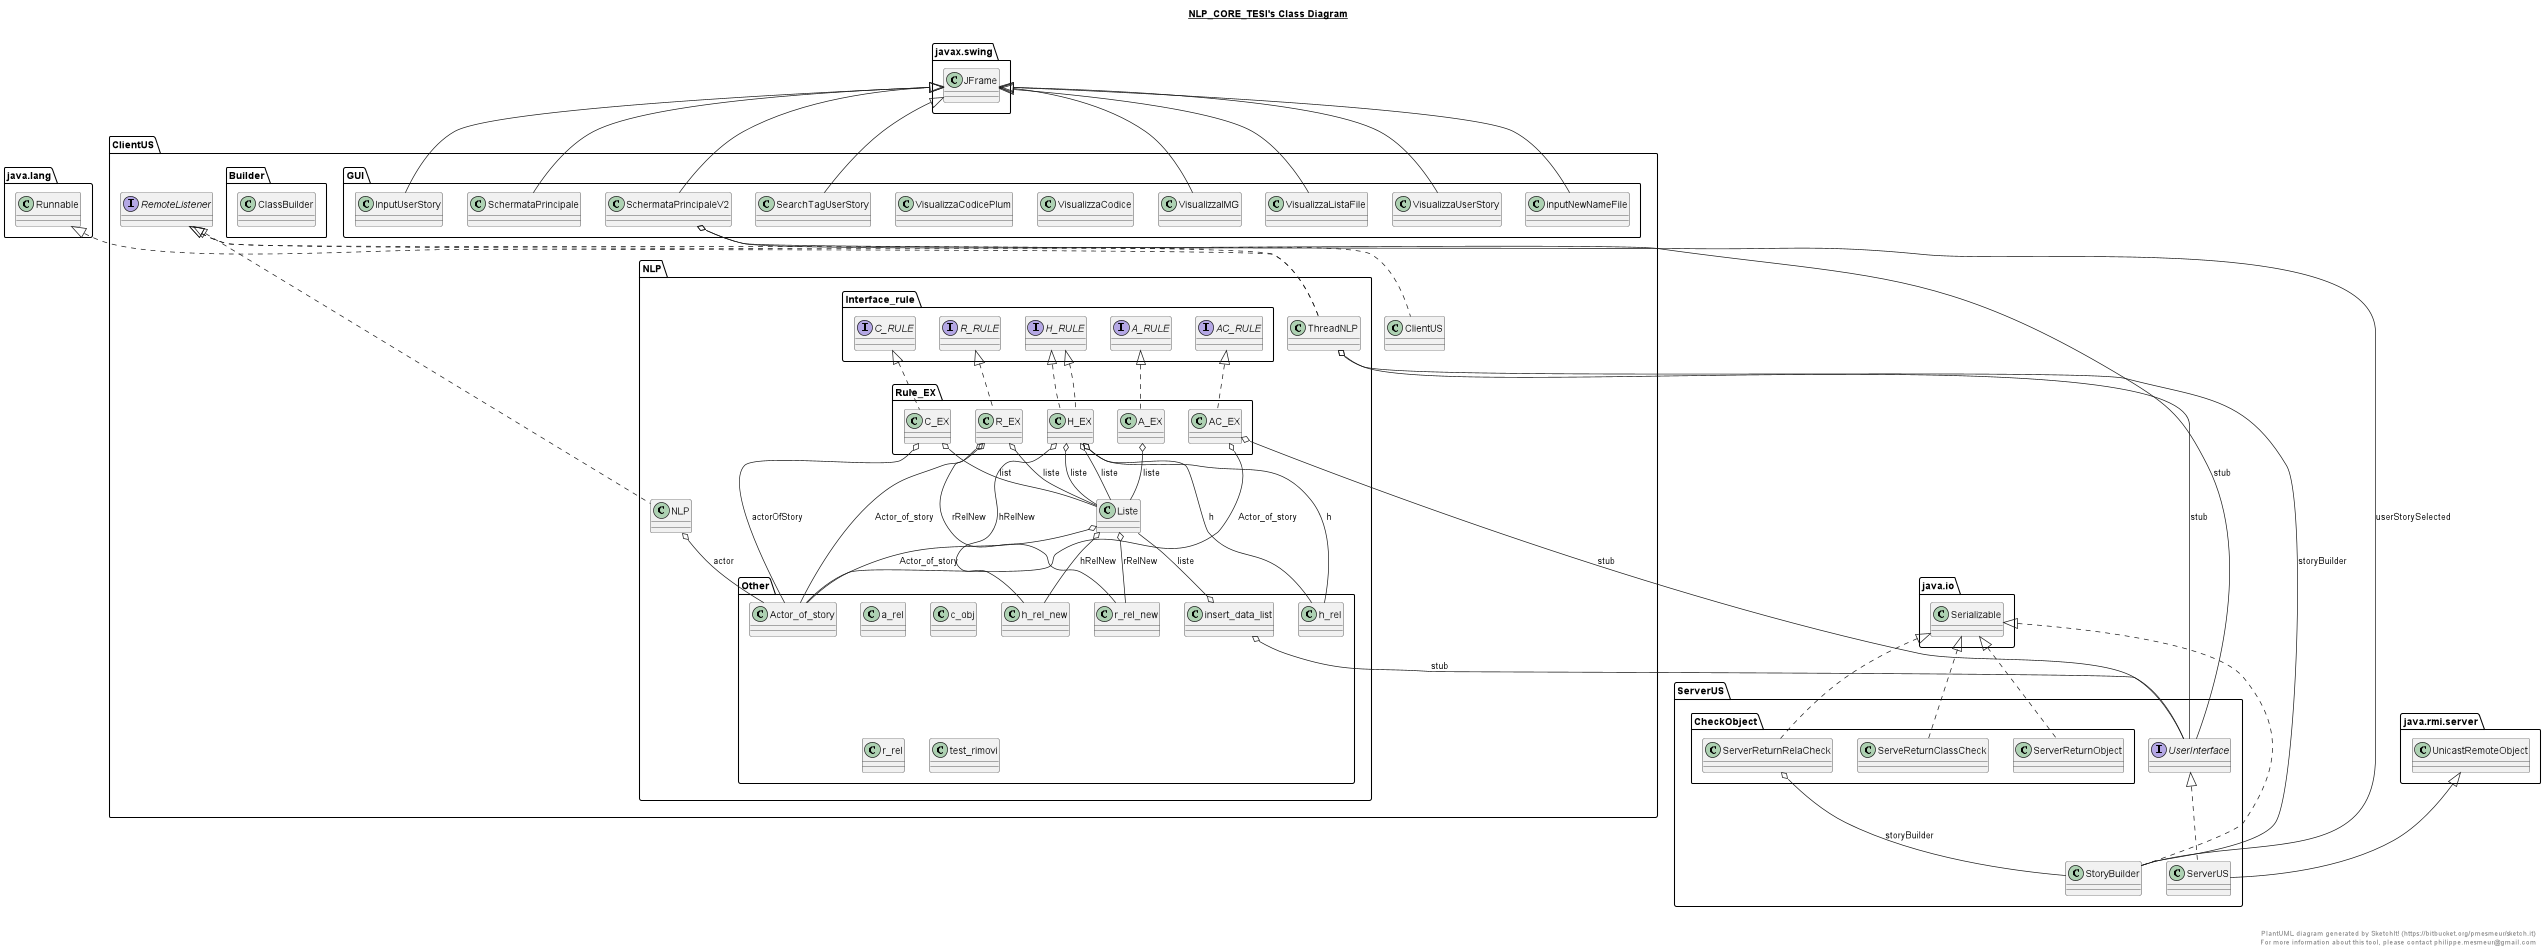 NLP_CORE_TESI's Class Diagram
javax.swing
C JFrame
ClientUS
java.lang
C Runnable
I RemoteListener
Builder
C ClassBuilder
GUI
C InputUserStory
C SchermataPrincipale
C SchermataPrincipaleV2
C SearchTagUserStory
C VisualizzaCodicePlum
C VisualizzaCodice
C VisualizzaIMG
C VisualizzaListaFile
C VisualizzaUserStory
C inputNewNameFile
NLP
Interface_rule
I C_RULE
I R_RULE
I H_RULE
I A_RULE
I AC_RULE
C ThreadNLP
C ClientUS
Rule_EX
C C_EX
C R_EX
C H_EX
C A_EX
C AC_EX
list
liste
liste
liste
liste
stub
C NLP
C Liste
actorOfStory
Actor_of_story
rRelNew
hRelNew
h
Actor_of_story
h
stub
userStorySelected
actor
Actor_of_story
hRelNew
rRelNew
liste
stub
storyBuilder
Other
java.io
C Actor_of_story
C a_rel
C c_obj
C h_rel_new
C r_rel_new
C insert_data_list
C h_rel
C Serializable
stub
ServerUS
CheckObject
java.rmi.server
C r_rel
C test_rimovi
C ServerReturnRelaCheck
C ServeReturnClassCheck
C ServerReturnObject
I UserInterface
C UnicastRemoteObject
storyBuilder
C StoryBuilder
C ServerUS
PlantUML diagram generated by SketchIt! (https://bitbucket.org/pmesmeur/sketch.it)
For more information about this tool, please contact philippe.mesmeur@gmail.com